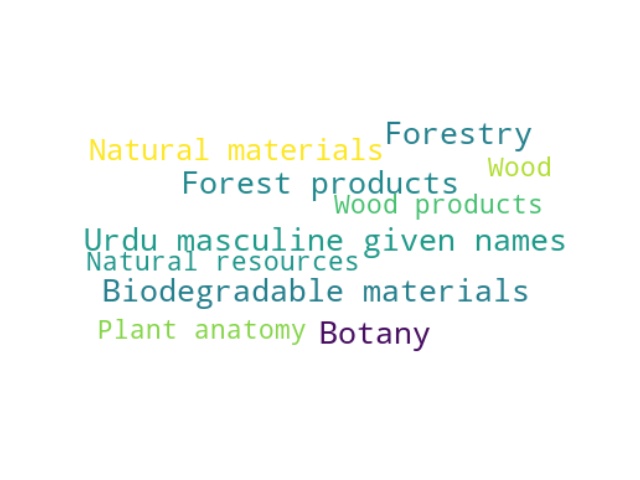 Forestry
Natural materials
Wood
Forest products
Wood products
Urdu masculine given names
Natural resources
Biodegradable materials
Plant anatomy Botany